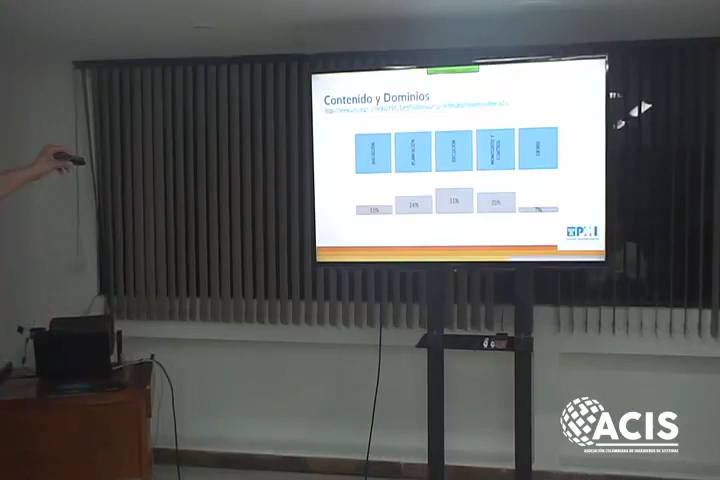 Contenido y Dominios
INICIACIÓN
PLANEACIÓN
EJECUCIÓN
MONITOREO Y
CONTROL
CIERRE
13%
24%
31%
25%
7%
PMI
ACIS
ASOCIACIÓN COLOMBIANA DE INGENIEROS DE SISTEMAS